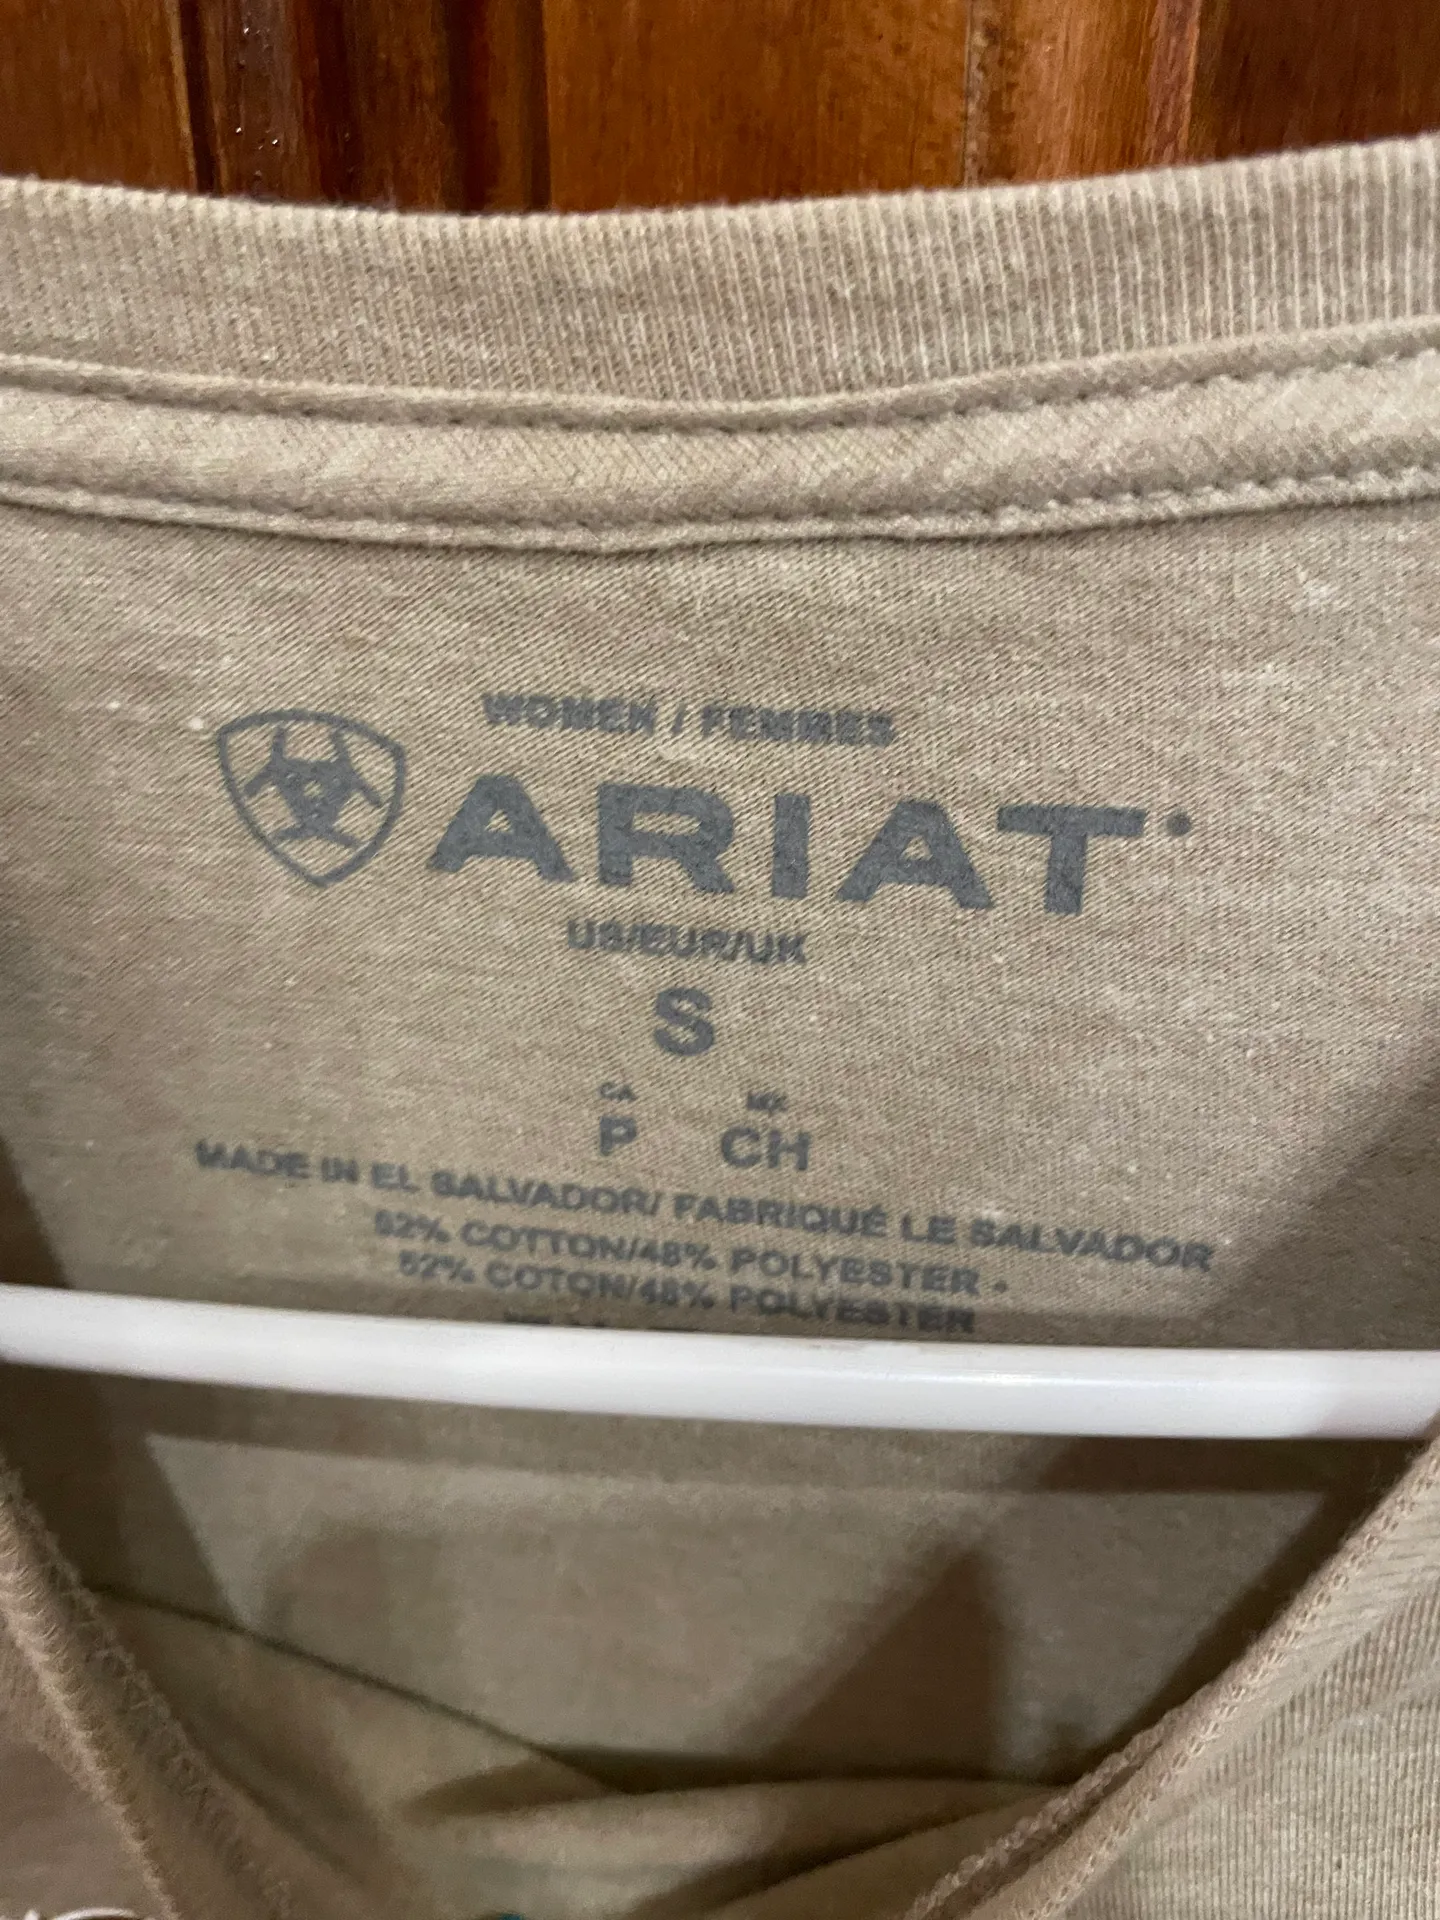 WOMEN / FEMMES
ARIAT
US/EUR/UK
S
CA MX
P CH
MADE IN EL SALVADOR/ FABRIQUÉ LE SALVADOR
52% COTTON/48% POLYESTER -
52% COTON/48% POLYESTER